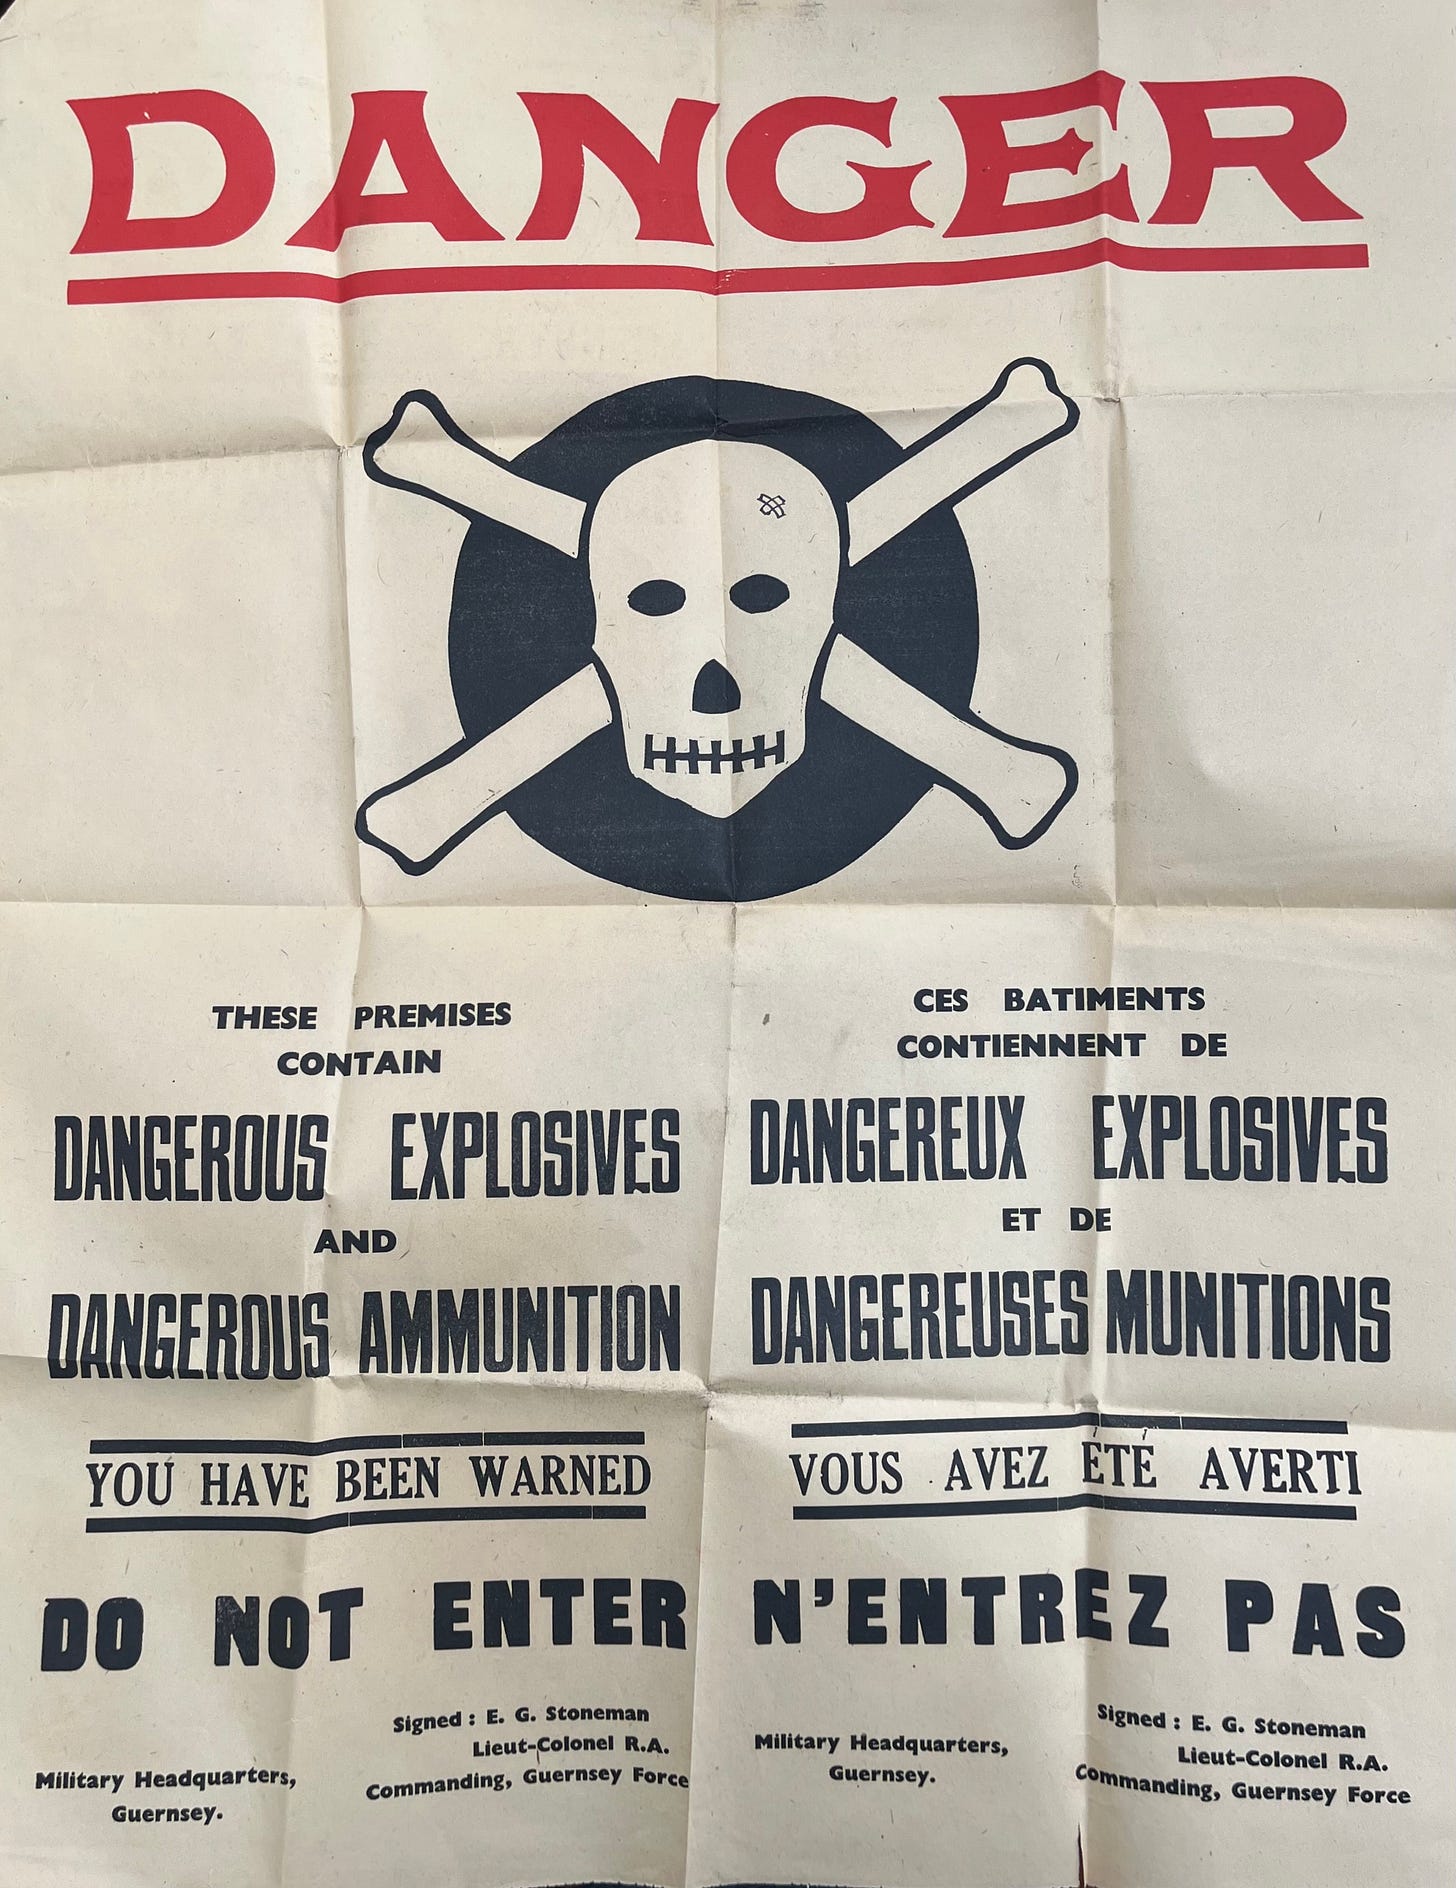 DANGER
THESE PREMISES
CONTAIN
DANGEROUS EXPLOSIVES
AND
DANGEROUS AMMUNITION
YOU HAVE BEEN WARNED
DO NOT ENTER
Military Headquarters,
Guernsey.
Signed : E. G. Stoneman
Lieut-Colonel R.A.
Commanding, Guernsey Force
CES BATIMENTS
CONTIENNENT DE
DANGEREUX EXPLOSIVES
ET DE
DANGEREUSES MUNITIONS
VOUS AVEZ ÉTÉ AVERTI
N'ENTREZ PAS
Military Headquarters,
Guernsey.
Signed : E. G. Stoneman
Lieut-Colonel R.A.
Commanding, Guernsey Force